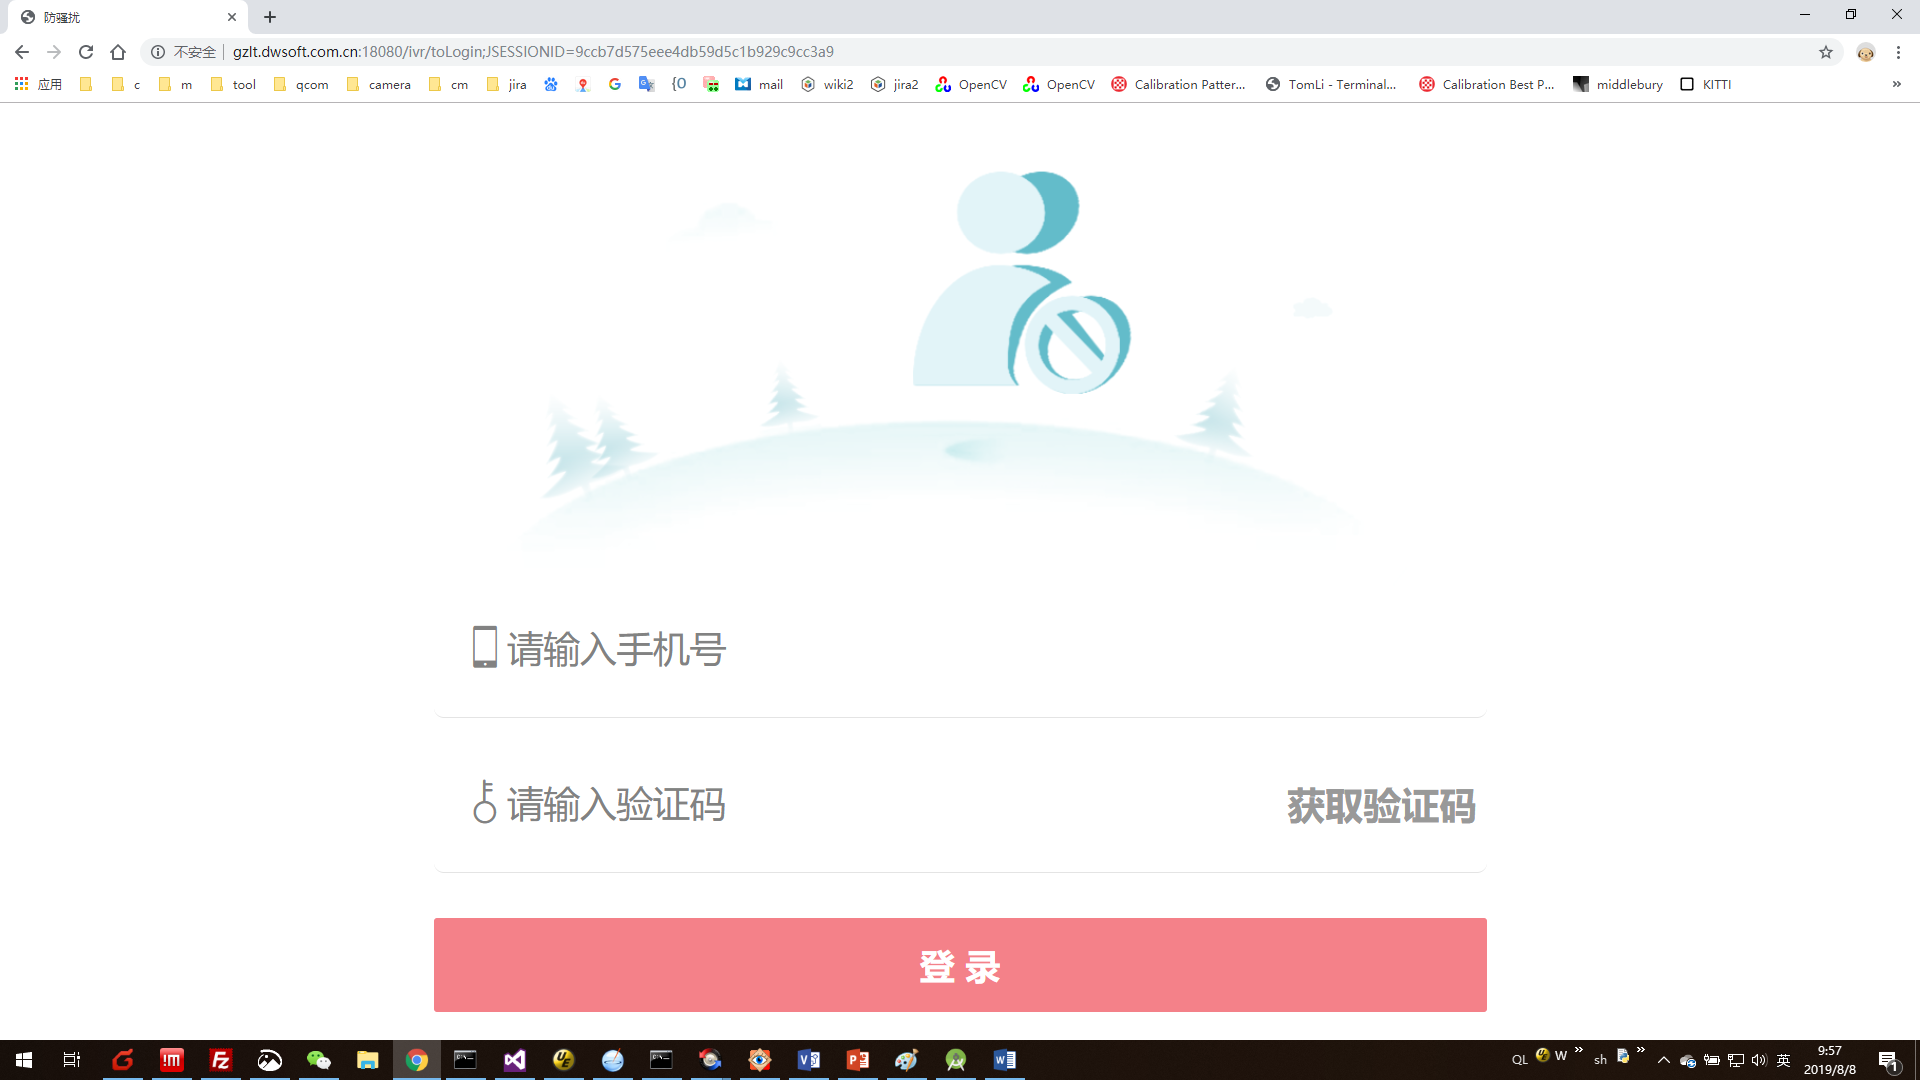 防骚扰
不安全 gzlt.dwsoft.com.cn:18080/ivr/toLogin;JSESSIONID=9ccb7d575eee4db59d5c1b929c9cc3a9
应用 c m tool qcom camera cm jira mail wiki2 jira2 OpenCV OpenCV Calibration Patter... TomLi - Terminal... Calibration Best P... middlebury KITTI »
请输入手机号
请输入验证码 获取验证码
登 录
QL W » sh » 英 9:57
2019/8/8 1